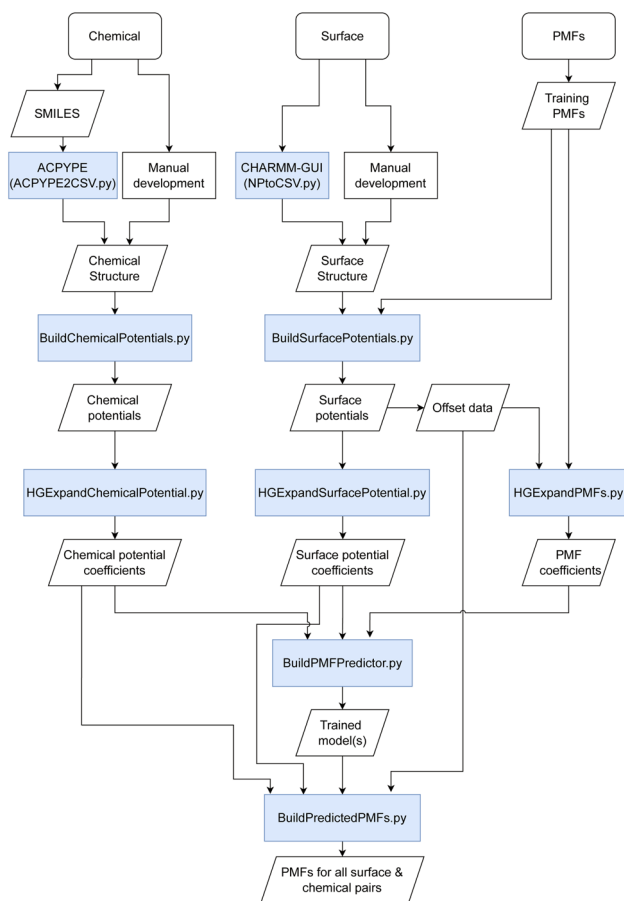 Chemical
Surface
PMFs
SMILES
Training
PMFs
ACPYPE
(ACPYPE2CSV.py)
Manual
development
CHARMM-GUI
(NPtoCSV.py)
Manual
development
Chemical
Structure
Surface
Structure
BuildChemicalPotentials.py
BuildSurfacePotentials.py
Chemical
potentials
Surface
potentials
Offset data
HGExpandChemicalPotential.py
HGExpandSurfacePotential.py
HGExpandPMFs.py
Chemical potential
coefficients
Surface potential
coefficients
PMF
coefficients
BuildPMFPredictor.py
Trained
model(s)
BuildPredictedPMFs.py
PMFs for all surface &
chemical pairs